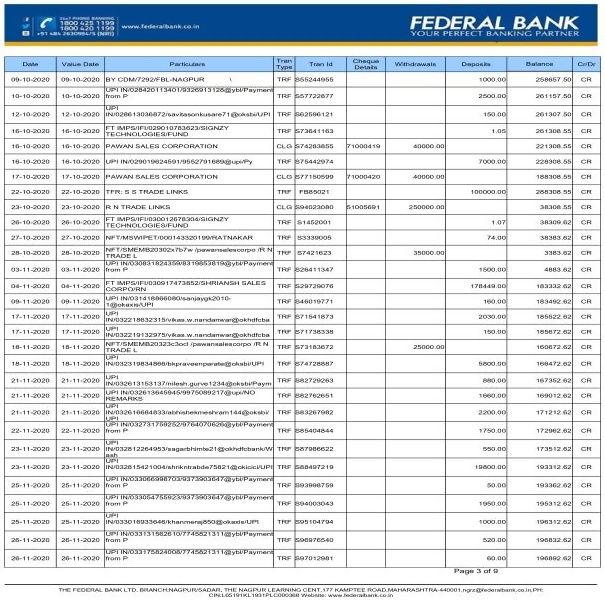 24x7 PHONE BANKING
1800 425 1199
1800 420 1199
+91 484 2630994/5 (NRI)
www.federalbank.co.in
FEDERAL BANK
YOUR PERFECT BANKING PARTNER
Date Value Date Particulars Tran Type Tran Id Cheque Details Withdrawals Deposits Balance Cr/Dr
09-10-2020 09-10-2020 BY CDM/7292/FBL-NAGPUR \ TRF S55244955 1000.00 258657.50 CR
10-10-2020 10-10-2020 UPI IN/028420113401/9326913128@ybl/Payment from P TRF S57722877 2500.00 261157.50 CR
12-10-2020 12-10-2020 UPI IN/028613036872/savitasonkusare71@oksbi/UPI TRF S62596121 150.00 261307.50 CR
16-10-2020 16-10-2020 FT IMPS/IFI/029010783623/SIGNZY TECHNOLOGIES/FUND TRF S73641163 1.05 261308.55 CR
16-10-2020 16-10-2020 PAWAN SALES CORPORATION CLG S74263855 71000419 40000.00 221308.55 CR
16-10-2020 16-10-2020 UPI IN/029019624591/9552791689@upi/Py TRF S75442974 7000.00 228308.55 CR
17-10-2020 17-10-2020 PAWAN SALES CORPORATION CLG S77150599 71000420 40000.00 188308.55 CR
22-10-2020 22-10-2020 TFR: S S TRADE LINKS TRF FB85021 100000.00 288308.55 CR
23-10-2020 23-10-2020 R N TRADE LINKS CLG S94023080 51005691 250000.00 38308.55 CR
26-10-2020 26-10-2020 FT IMPS/IFI/030012678304/SIGNZY TECHNOLOGIES/FUND TRF S1452001 1.07 38309.62 CR
27-10-2020 27-10-2020 NFT/MSWIPET/000143320199/RATNAKAR TRF S3339005 74.00 38383.62 CR
28-10-2020 28-10-2020 NFT/SMEMB20302x7b7w /pawansalescorpo /R N TRADE L TRF S7421623 35000.00 3383.62 CR
03-11-2020 03-11-2020 UPI IN/030831824359/8319853819@ybl/Payment from P TRF S26411347 1500.00 4883.62 CR
04-11-2020 04-11-2020 FT IMPS/IFI/030917473852/SHRIANSH SALES CORPO/RN TRF S29729076 178449.00 183332.62 CR
09-11-2020 09-11-2020 UPI IN/031418866080/sanjaygk2010-1@okaxis/UPI TRF S46019771 160.00 183492.62 CR
17-11-2020 17-11-2020 UPI IN/032218632315/vikas.w.nandanwar@okhdfcba TRF S71541873 2030.00 185522.62 CR
17-11-2020 17-11-2020 UPI IN/032219132975/vikas.w.nandanwar@okhdfcba TRF S71738338 150.00 185672.62 CR
18-11-2020 18-11-2020 NFT/SMEMB20323c3ocl /pawansalescorpo /R N TRADE L TRF S73183672 25000.00 160672.62 CR
18-11-2020 18-11-2020 UPI IN/032319834866/bkpraveenparate@oksbi/UPI TRF S74728887 5800.00 166472.62 CR
21-11-2020 21-11-2020 UPI IN/032613153137/nilesh.gurve1234@oksbi/Paym TRF S82729263 880.00 167352.62 CR
21-11-2020 21-11-2020 UPI IN/032613645945/9975089217@upi/NO REMARKS TRF S82762651 1660.00 169012.62 CR
21-11-2020 21-11-2020 UPI IN/032616684833/abhishekmeshram144@oksbi/UPI TRF S83267982 2200.00 171212.62 CR
22-11-2020 22-11-2020 UPI IN/032731759252/9764070626@ybl/Payment from P TRF S85404844 1750.00 172962.62 CR
23-11-2020 23-11-2020 UPI IN/032812264953/sagarbhimte21@okhdfcbank/Wash TRF S87986622 550.00 173512.62 CR
23-11-2020 23-11-2020 UPI IN/032815421004/shrikntrabde75821@okicici/UPI TRF S88497219 19800.00 193312.62 CR
25-11-2020 25-11-2020 UPI IN/033066998703/9373903647@ybl/Payment from P TRF S93998759 50.00 193362.62 CR
25-11-2020 25-11-2020 UPI IN/033054755923/9373903647@ybl/Payment from P TRF S94003043 1950.00 195312.62 CR
25-11-2020 25-11-2020 UPI IN/033016933646/khanmeraj850@okaxis/UPI TRF S95104794 1000.00 196312.62 CR
26-11-2020 26-11-2020 UPI IN/033131562610/7745821311@ybl/Payment from P TRF S96976540 520.00 196832.62 CR
26-11-2020 26-11-2020 UPI IN/033175824008/7745821311@ybl/Payment from P TRF S97012981 60.00 196892.62 CR
Page 3 of 9
THE FEDERAL BANK LTD. BRANCH:NAGPUR/SADAR, THE NAGPUR LEARNING CENT,177 KAMPTEE ROAD,MAHARASHTRA-440001,ngrz@federalbank.co.in,PH:
CIN:L65191KL1931PLC000368 Website: www.federalbank.co.in